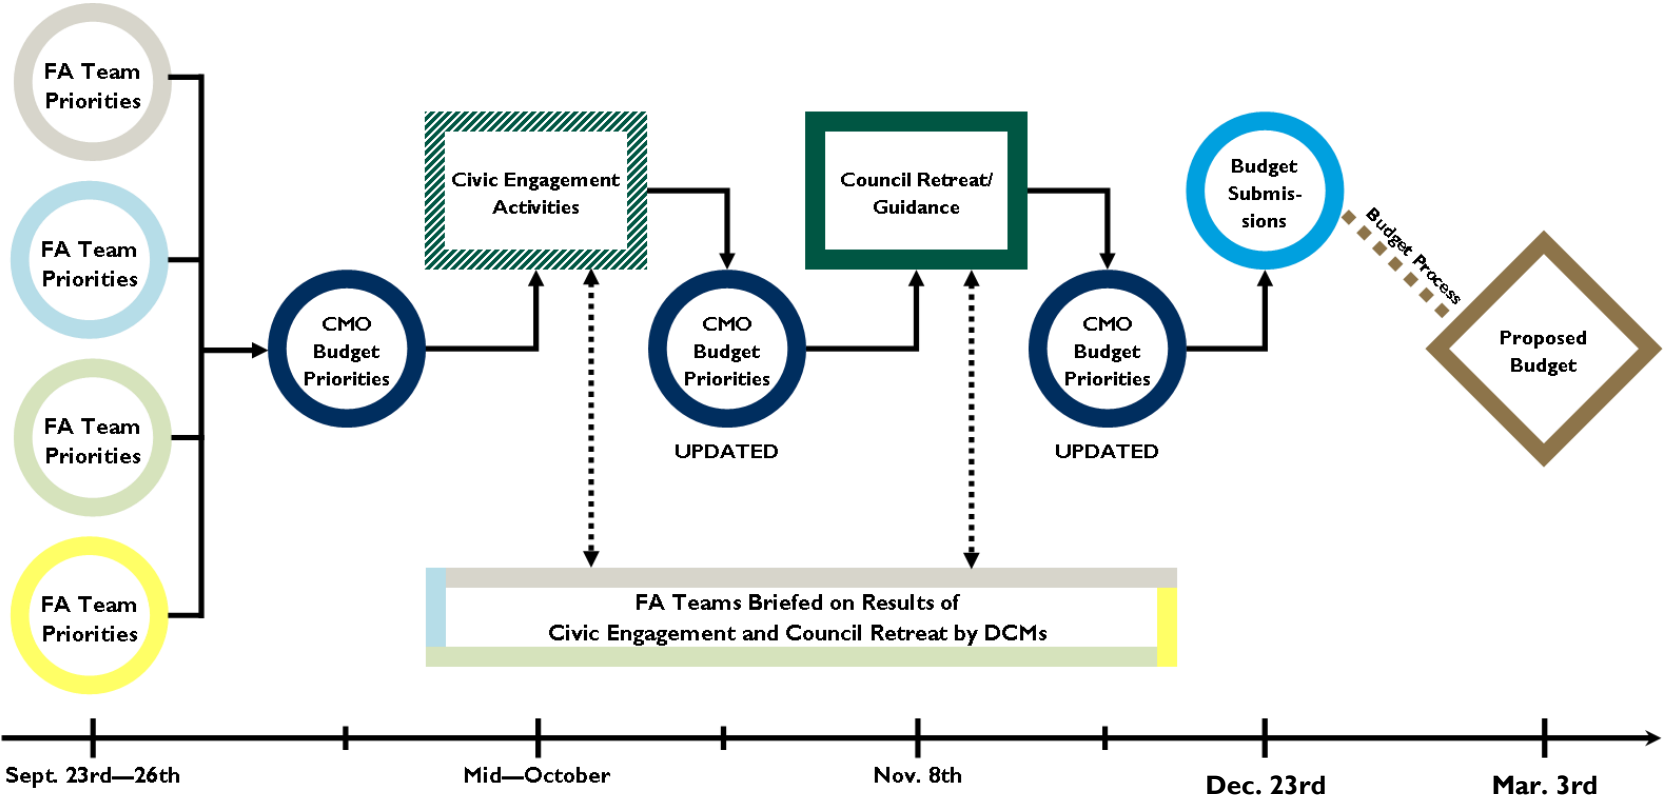 FA Team
Priorities
FA Team
Priorities
FA Team
Priorities
FA Team
Priorities
CMO
Budget
Priorities
Civic Engagement
Activities
CMO
Budget
Priorities
UPDATED
Council Retreat/
Guidance
CMO
Budget
Priorities
UPDATED
Budget
Submis-
sions
Budget Process
Proposed
Budget
FA Teams Briefed on Results of
Civic Engagement and Council Retreat by DCMs
Sept. 23rd—26th
Mid—October
Nov. 8th
Dec. 23rd
Mar. 3rd